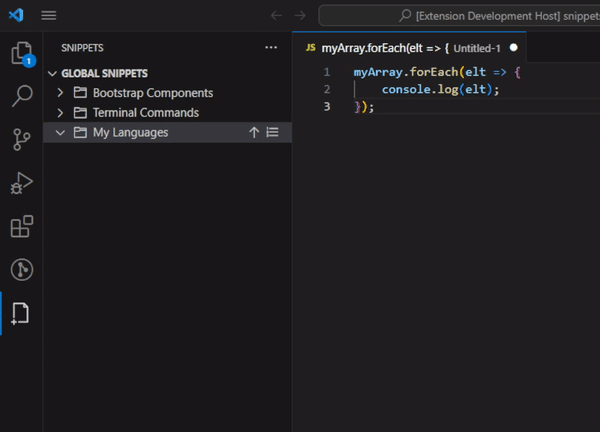 [Extension Development Host] snippets
SNIPPETS
JS myArray.forEach(elt => { Untitled-1
GLOBAL SNIPPETS
Bootstrap Components
Terminal Commands
My Languages
1
1 myArray.forEach(elt => {
2 console.log(elt);
3 });